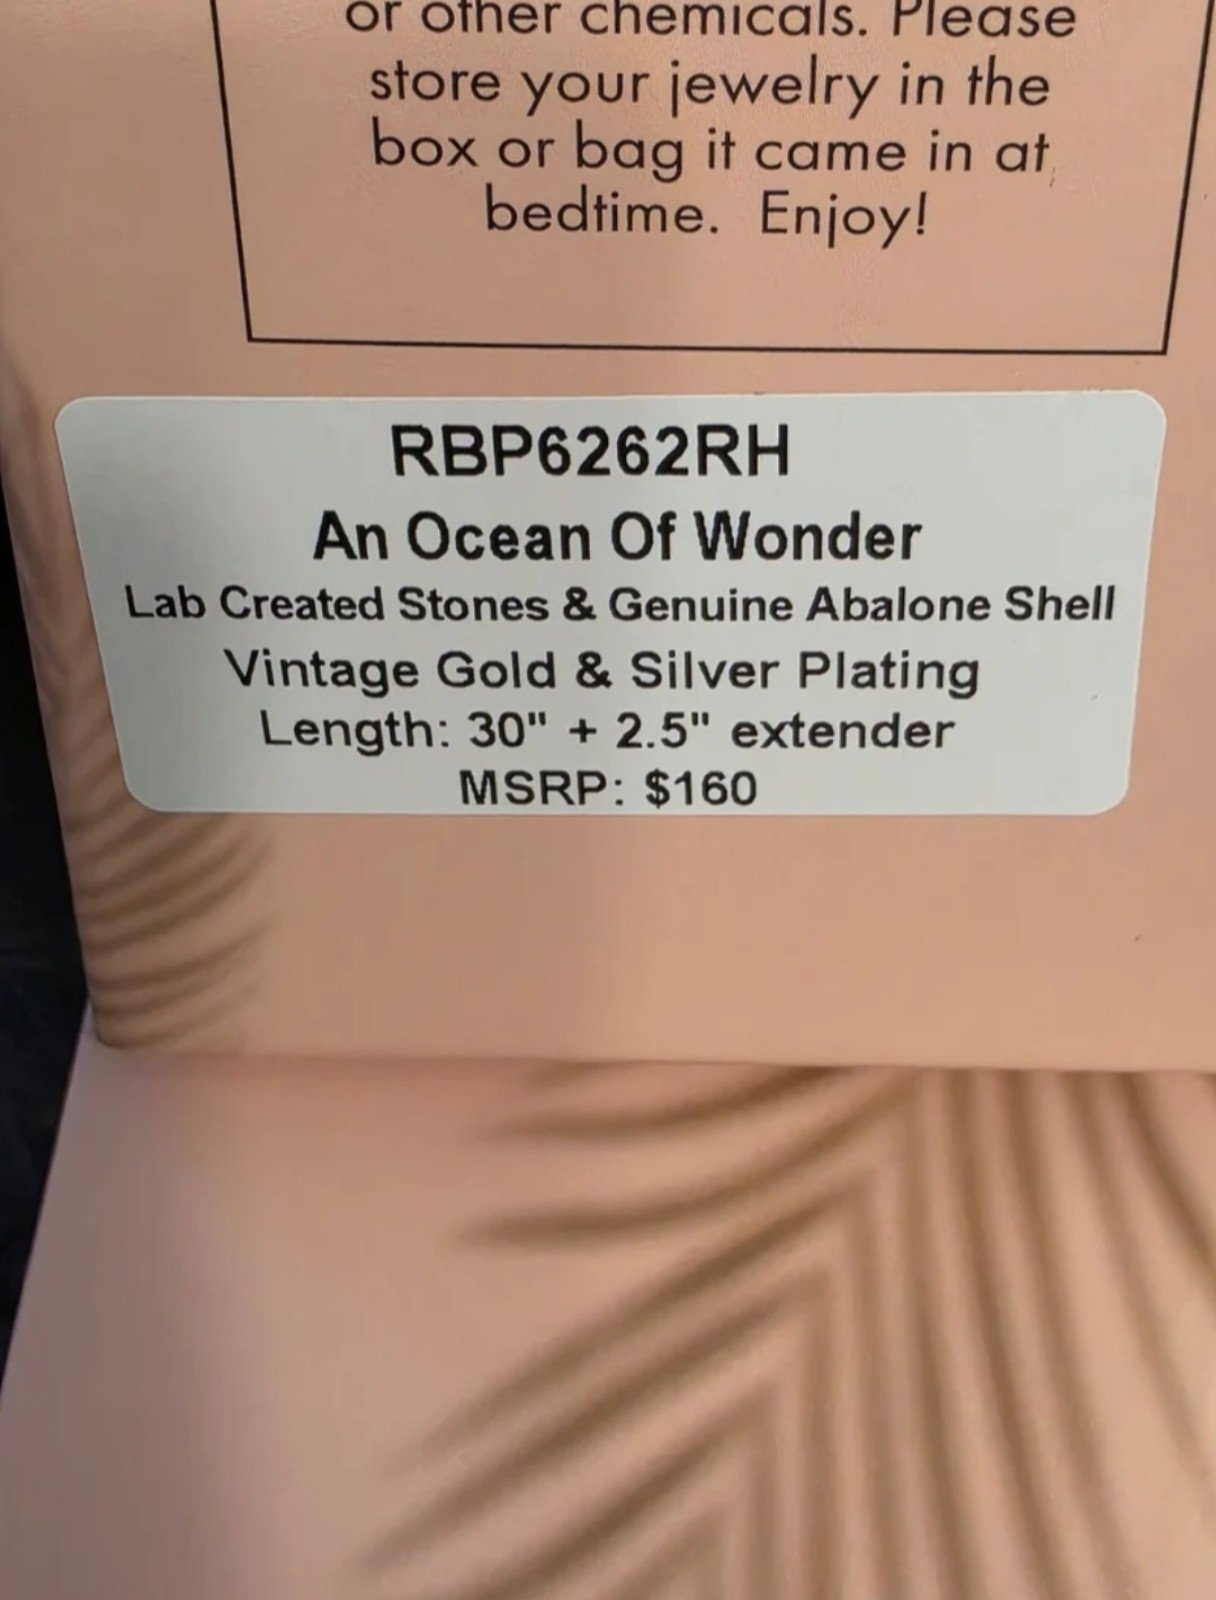 or other chemicals. Please
store your jewelry in the
box or bag it came in at
bedtime. Enjoy!
RBP6262RH
An Ocean Of Wonder
Lab Created Stones & Genuine Abalone Shell
Vintage Gold & Silver Plating
Length: 30" + 2.5" extender
MSRP: $160